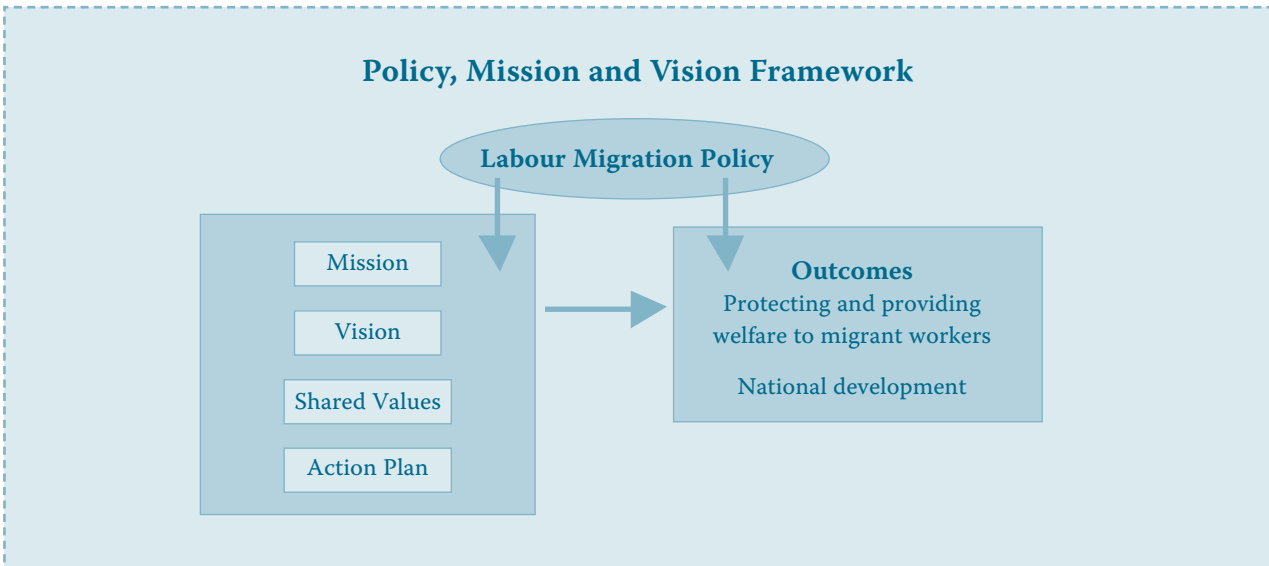 Policy, Mission and Vision Framework
Labour Migration Policy
Mission
Vision
Shared Values
Action Plan
Outcomes
Protecting and providing
welfare to migrant workers
National development